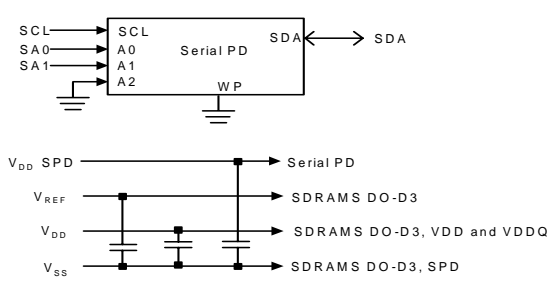 SCL SCL
SDA SDA
SA0 A0 Serial PD
SA1 A1
A2
WP
VDD SPD Serial PD
VREF SDRAMS DO-D3
VDD SDRAMS DO-D3, VDD and VDDQ
VSS SDRAMS DO-D3, SPD